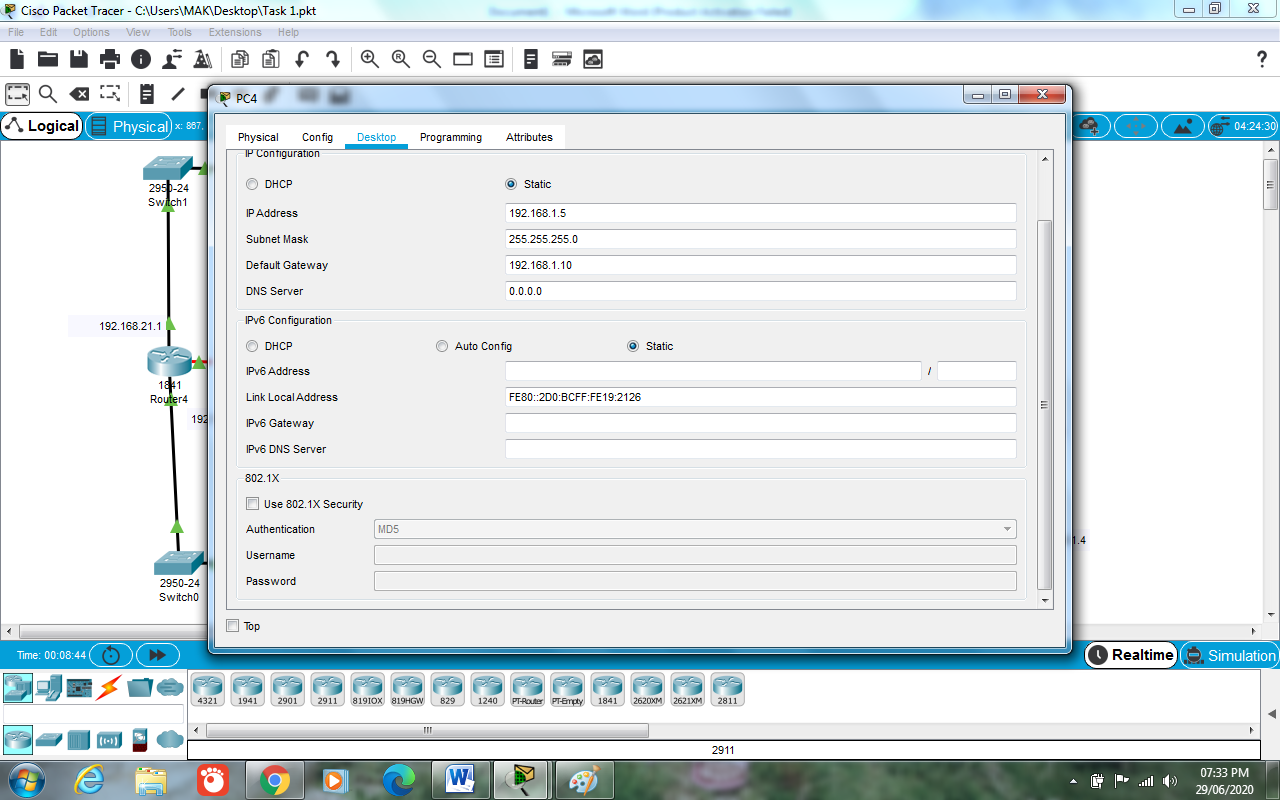 Cisco Packet Tracer - C:\Users\MAK\Desktop\Task 1.pkt
File Edit Options View Tools Extensions Help
?
Logical Physical x: 867, 04:24:30
PC4
Physical Config Desktop Programming Attributes
IP Configuration
DHCP Static
IP Address 192.168.1.5
Subnet Mask 255.255.255.0
Default Gateway 192.168.1.10
DNS Server 0.0.0.0
IPv6 Configuration
DHCP Auto Config Static
IPv6 Address /
Link Local Address FE80::2D0:BCFF:FE19:2126
IPv6 Gateway
IPv6 DNS Server
802.1X
Use 802.1X Security
Authentication MD5
Username
Password
Top
2950-24
Switch1
192.168.21.1
1841
Router4
192
2950-24
Switch0
1.4
Time: 00:08:44 Realtime Simulation
4321 1941 2901 2911 819IOX 819HGW 829 1240 PT-Router PT-Empty 1841 2620XM 2621XM 2811
2911
07:33 PM
29/06/2020